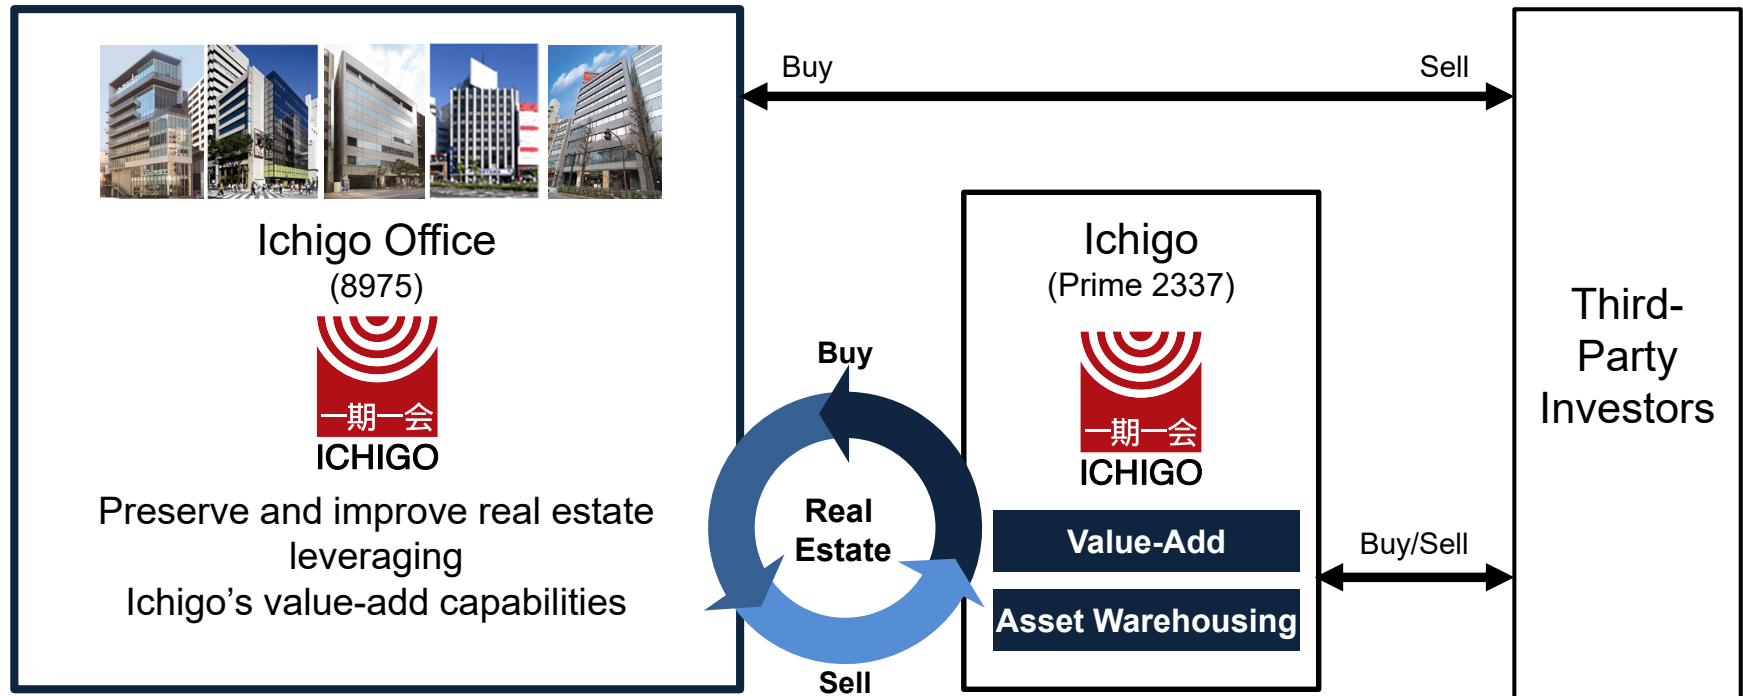 Buy
Sell
Ichigo Office
(8975)
一期一会
ICHIGO
Preserve and improve real estate
leveraging
Ichigo’s value-add capabilities
Buy
Real
Estate
Sell
Ichigo
(Prime 2337)
一期一会
ICHIGO
Value-Add
Asset Warehousing
Buy/Sell
Third-
Party
Investors